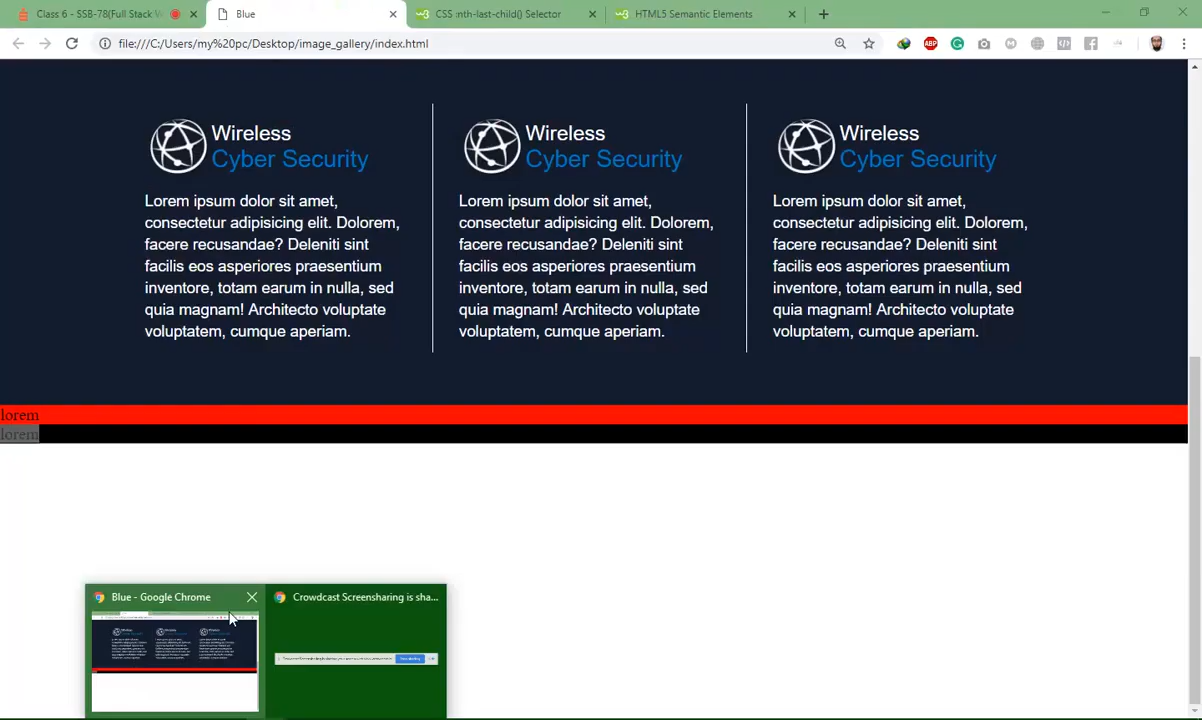 Class 6 - SSB-78(Full Stack W
Blue
CSS :nth-last-child() Selector
HTML5 Semantic Elements
file:///C:/Users/my%20pc/Desktop/image_gallery/index.html
ABP
Wireless
Cyber Security
Lorem ipsum dolor sit amet,
consectetur adipisicing elit. Dolorem,
facere recusandae? Deleniti sint
facilis eos asperiores praesentium
inventore, totam earum in nulla, sed
quia magnam! Architecto voluptate
voluptatem, cumque aperiam.
Wireless
Cyber Security
Lorem ipsum dolor sit amet,
consectetur adipisicing elit. Dolorem,
facere recusandae? Deleniti sint
facilis eos asperiores praesentium
inventore, totam earum in nulla, sed
quia magnam! Architecto voluptate
voluptatem, cumque aperiam.
Wireless
Cyber Security
Lorem ipsum dolor sit amet,
consectetur adipisicing elit. Dolorem,
facere recusandae? Deleniti sint
facilis eos asperiores praesentium
inventore, totam earum in nulla, sed
quia magnam! Architecto voluptate
voluptatem, cumque aperiam.
lorem
lorem
Blue - Google Chrome
Crowdcast Screensharing is sha...